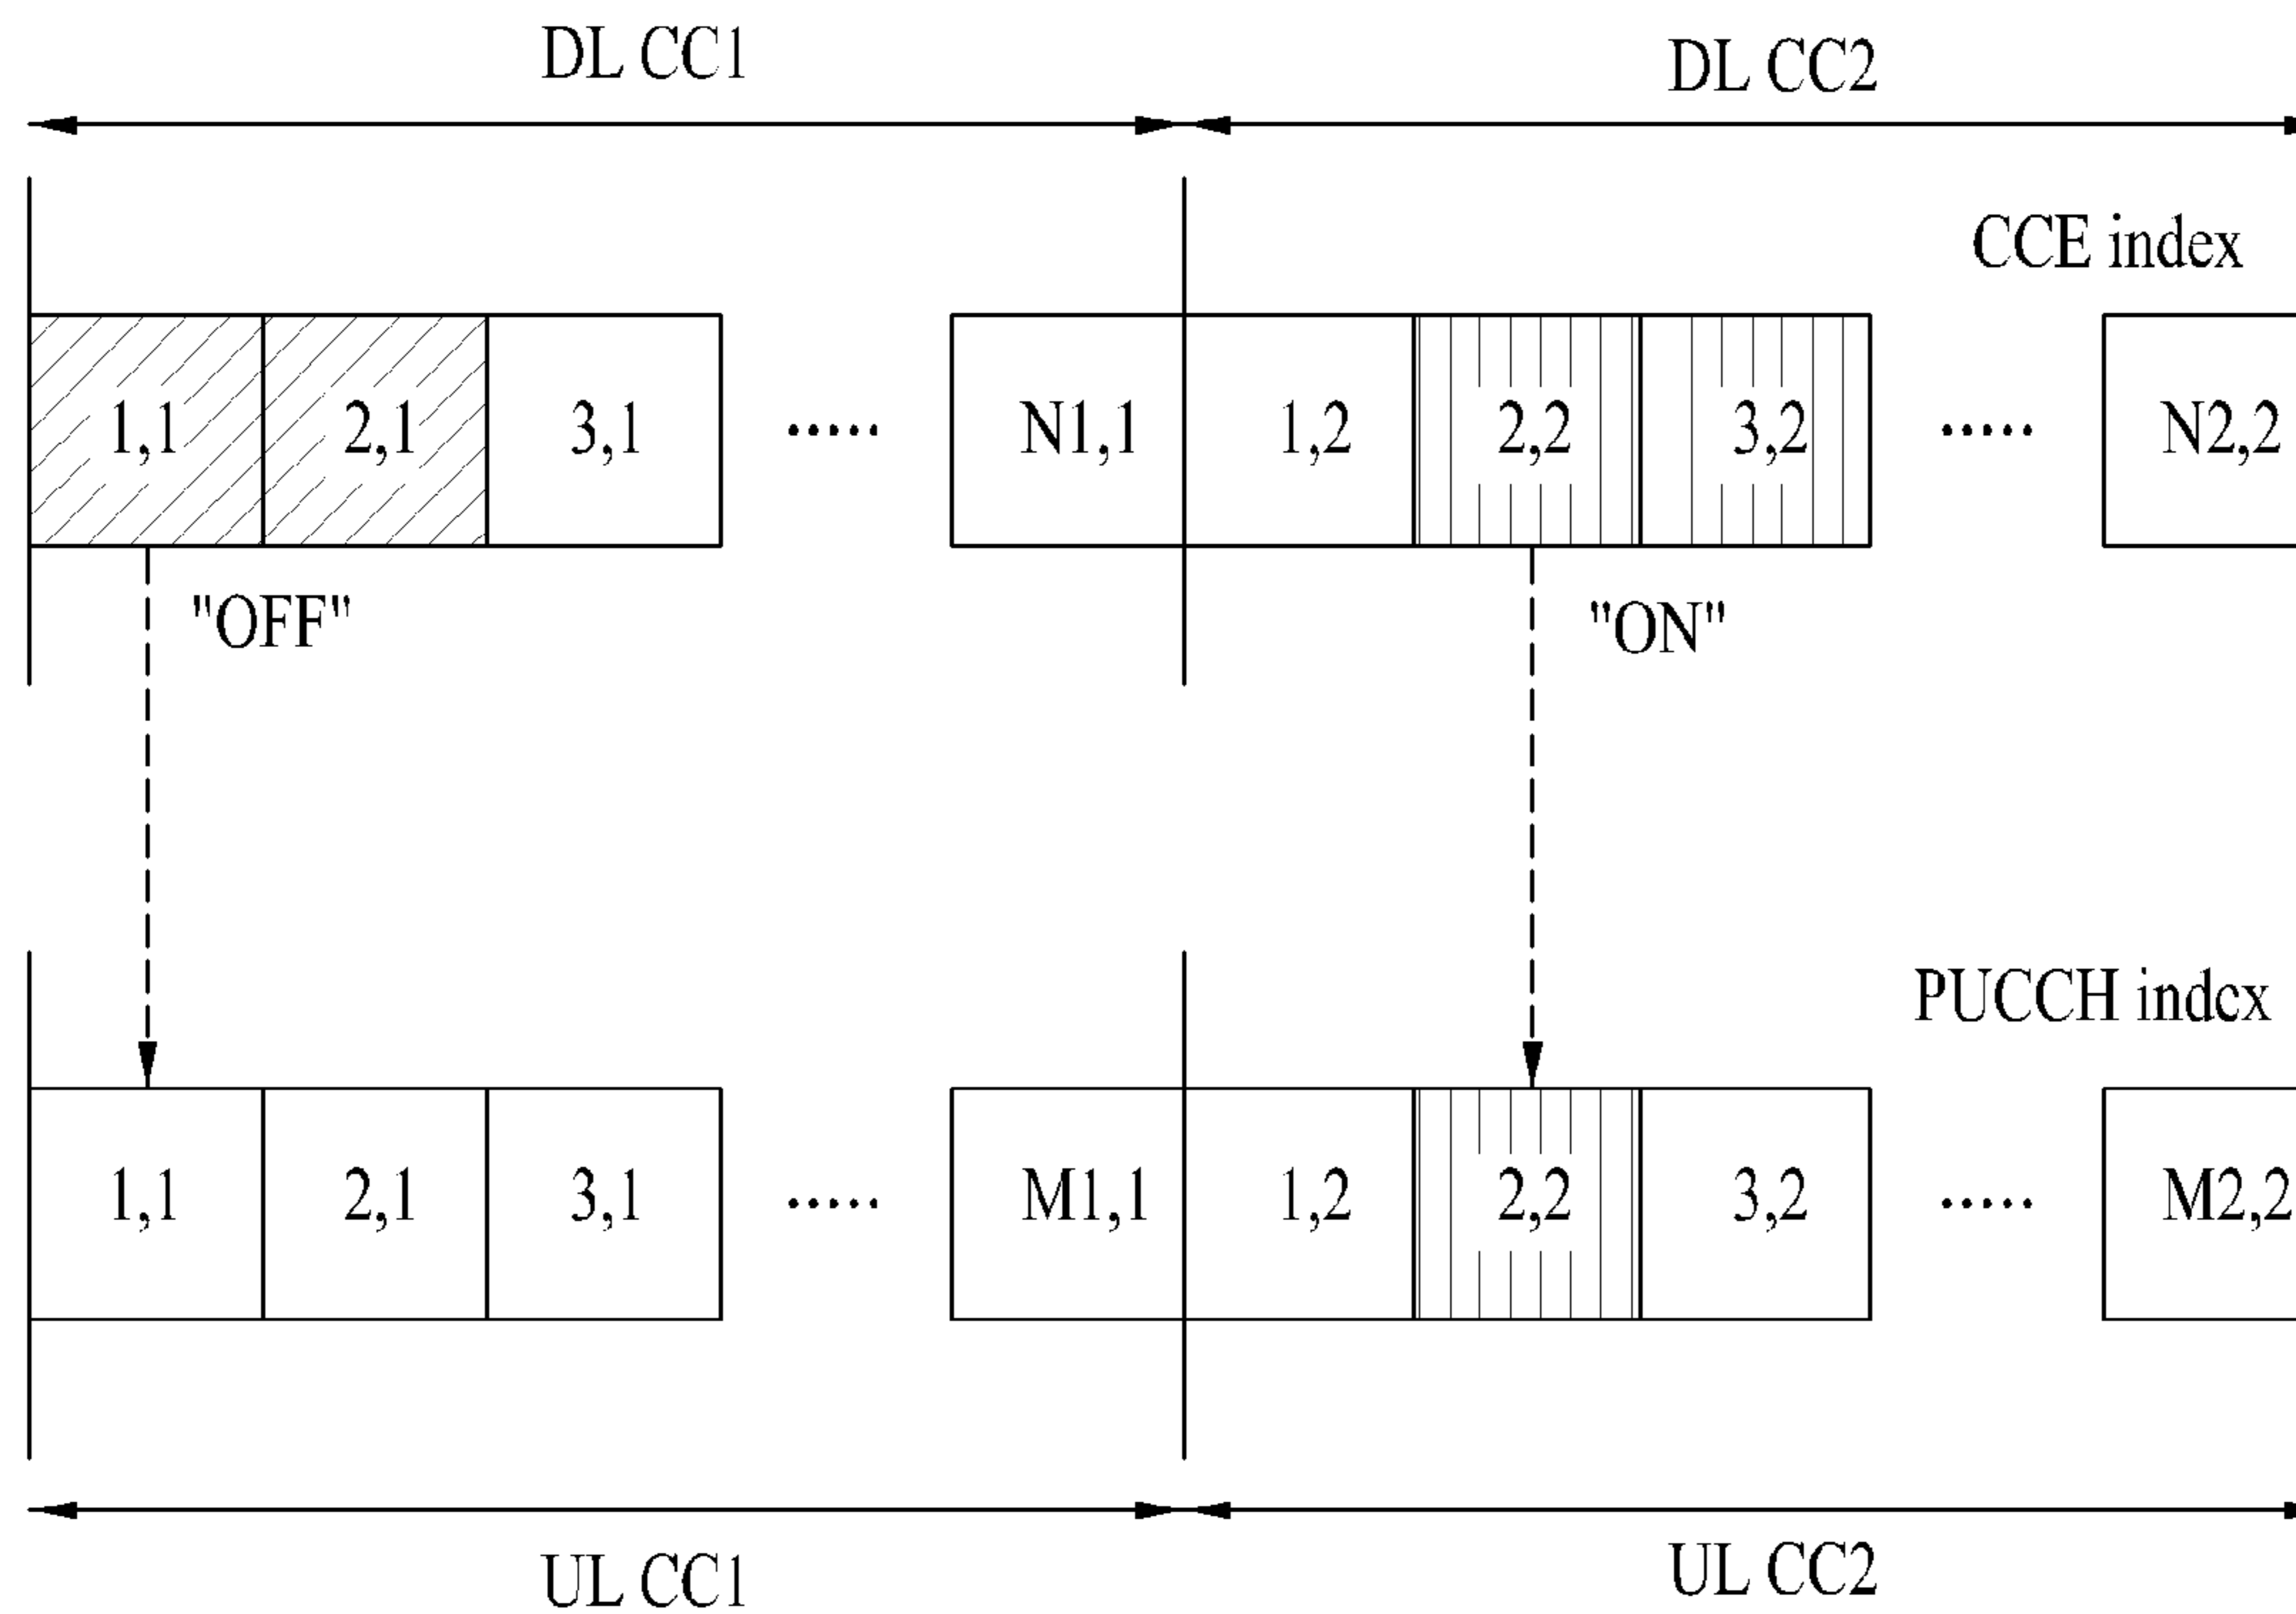 DL CC1 DL CC2
CCE index
1,1 2,1 3,1 ····· N1,1 1,2 2,2 3,2 ····· N2,2
"OFF" "ON"
PUCCH indcx
1,1 2,1 3,1 ····· M1,1 1,2 2,2 3,2 ····· M2,2
UL CC1 UL CC2